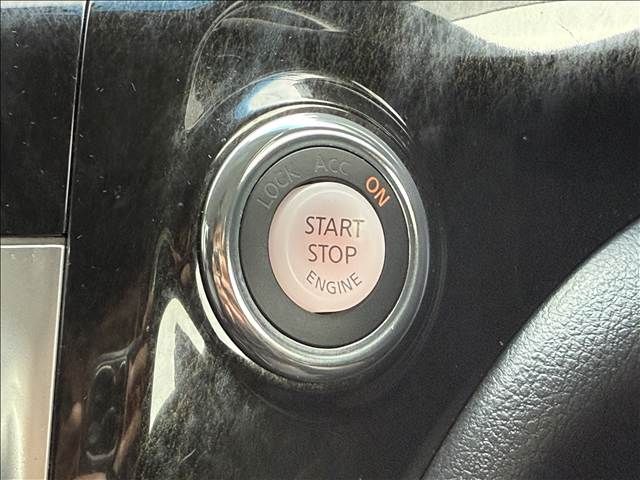 LOCK ACC ON
START
STOP
ENGINE